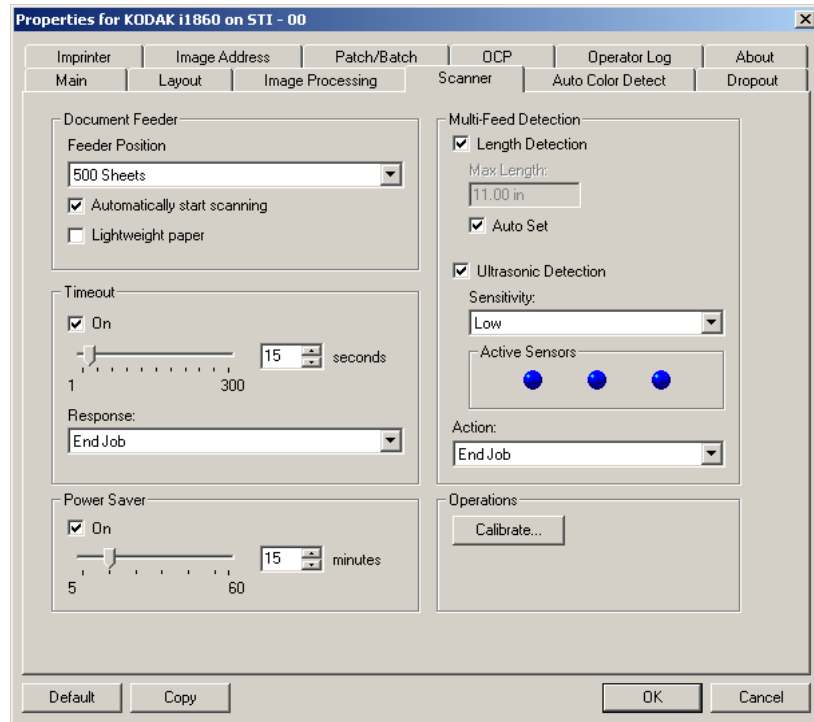 Properties for KODAK i1860 on STI - 00
Imprinter
Image Address
Patch/Batch
OCP
Operator Log
About
Main
Layout
Image Processing
Scanner
Auto Color Detect
Dropout
Document Feeder
Feeder Position
500 Sheets
Automatically start scanning
Lightweight paper
Timeout
On
15 seconds
1 300
Response:
End Job
Power Saver
On
15 minutes
5 60
Multi-Feed Detection
Length Detection
Max Length:
11.00 in
Auto Set
Ultrasonic Detection
Sensitivity:
Low
Active Sensors
Action:
End Job
Operations
Calibrate...
Default
Copy
OK
Cancel